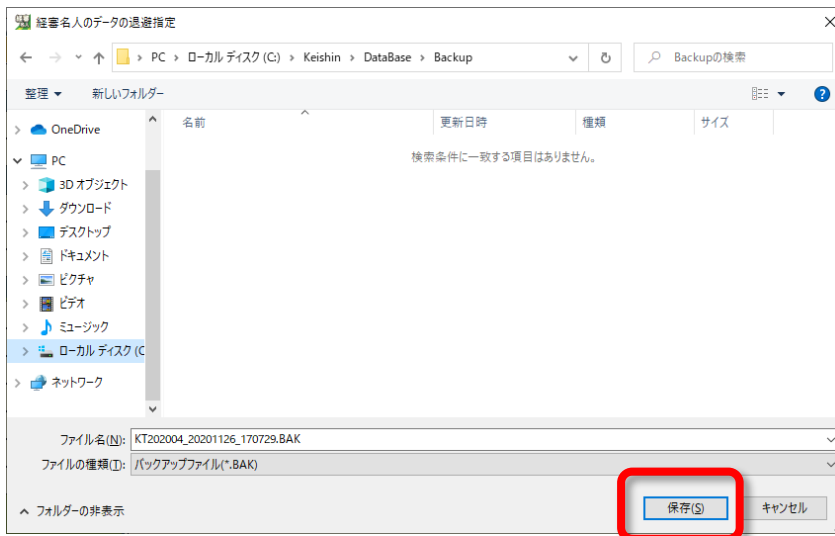 経審名人のデータの退避指定
PC › ローカル ディスク (C:) › Keishin › DataBase › Backup
Backupの検索
整理 新しいフォルダー
名前 更新日時 種類 サイズ
OneDrive
検索条件に一致する項目はありません。
PC
3D オブジェクト
ダウンロード
デスクトップ
ドキュメント
ピクチャ
ビデオ
ミュージック
ローカル ディスク (C
ネットワーク
ファイル名(N): KT202004_20201126_170729.BAK
ファイルの種類(T): バックアップファイル(*.BAK)
フォルダーの非表示
保存(S) キャンセル